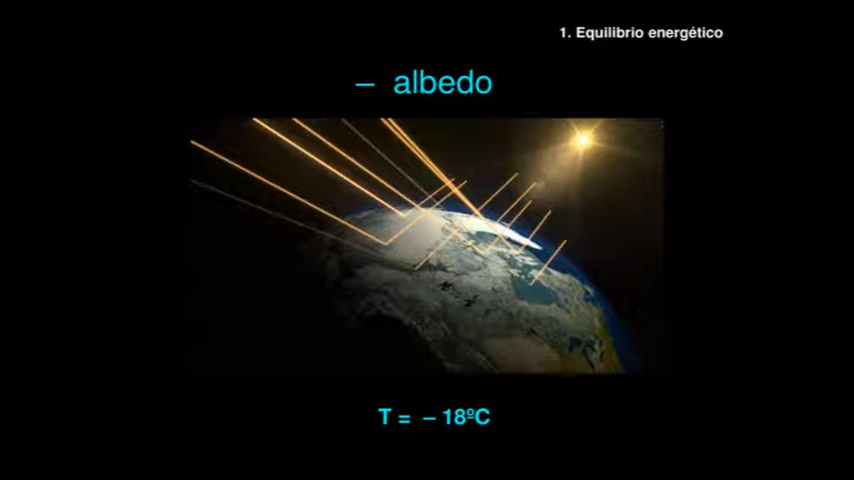 1. Equilibrio energético
– albedo
T = – 18ºC